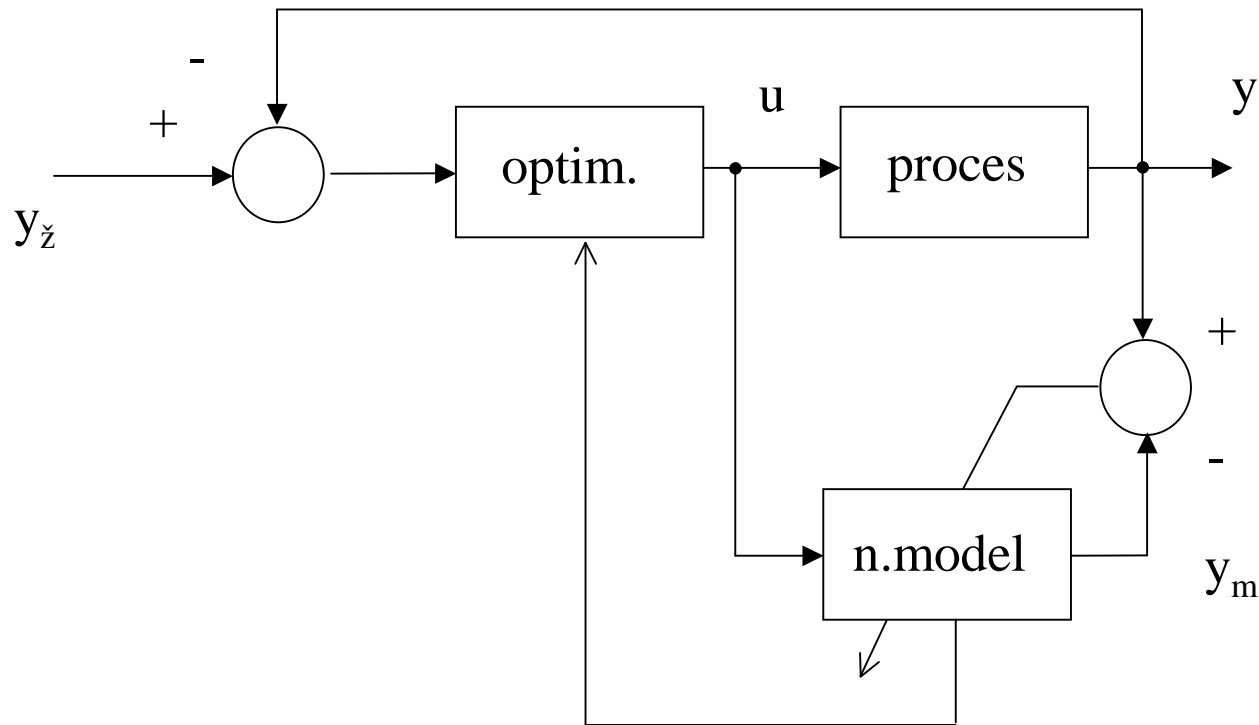 -
+
u
y
optim.
proces
y_ž
+
-
n.model
y_m